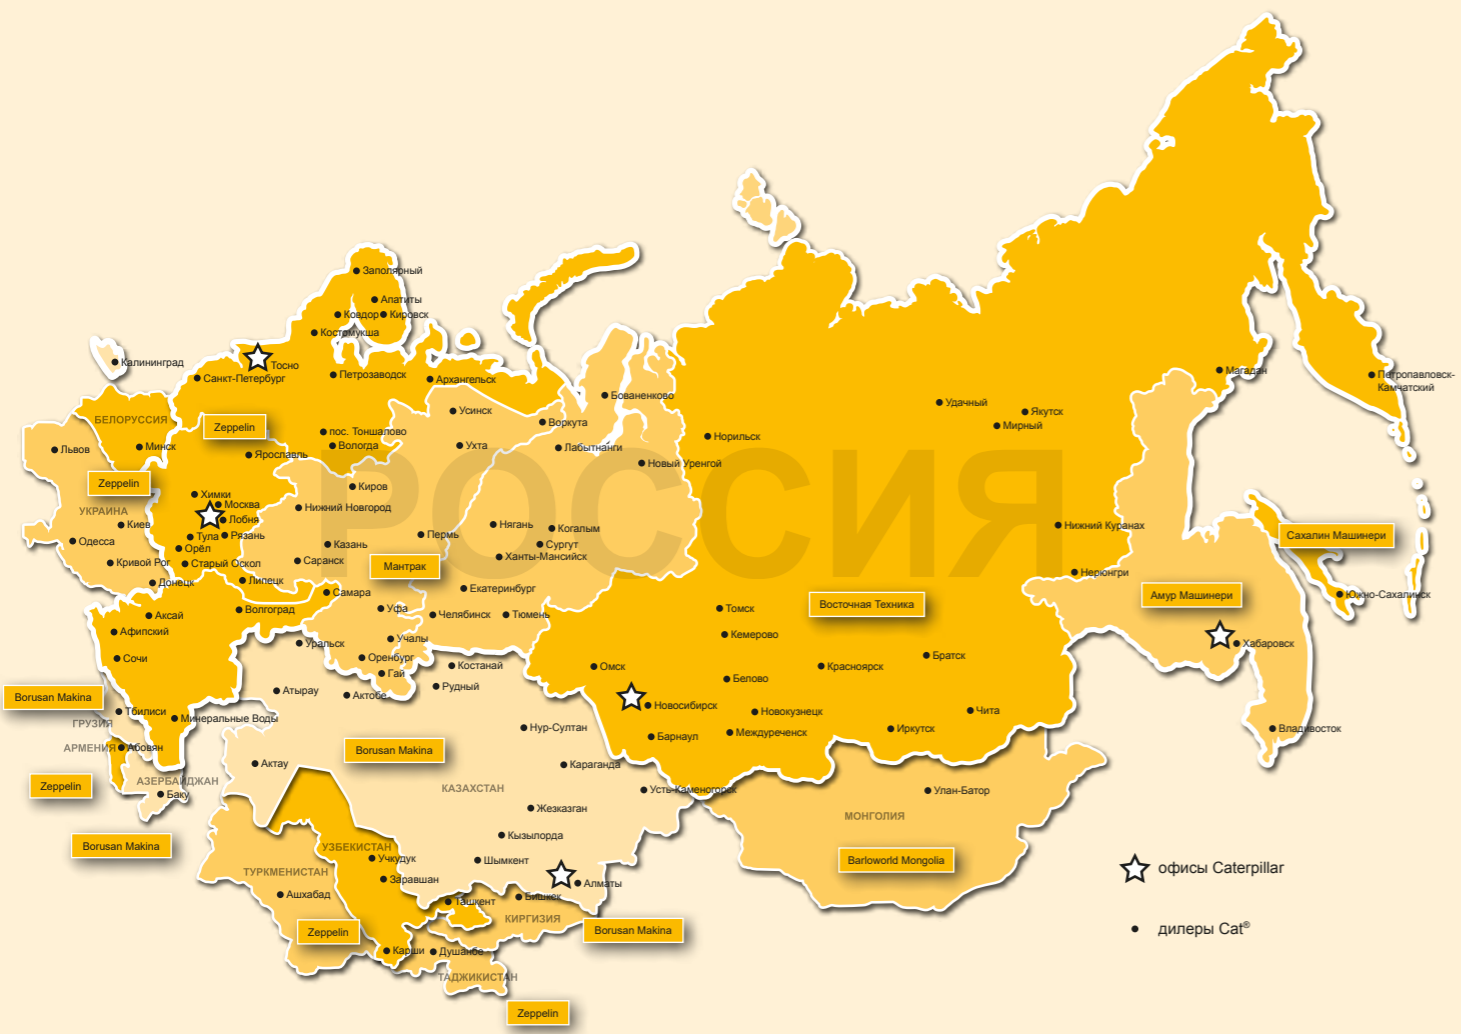 РОССИЯ
Заполярный
Апатиты
Ковдор
Кировск
Костомукша
Калининград
Тосно
Санкт-Петербург
Петрозаводск
Архангельск
Бованенково
Магадан
Петропавловск-
Камчатский
БЕЛОРУССИЯ
Zeppelin
Усинск
Воркута
Удачный
Якутск
Мирный
пос. Тоншалово
Вологда
Ухта
Лабытнанги
Норильск
Львов
Минск
Ярославль
Новый Уренгой
Zeppelin
Киров
Химки
Москва
Нижний Новгород
УКРАИНА
Киев
Лобня
Нягань
Когалым
Нижний Куранах
Одесса
Тула
Рязань
Пермь
Сургут
Сахалин Машинери
Орёл
Казань
Ханты-Мансийск
Кривой Рог
Старый Оскол
Саранск
Мантрак
Нерюнгри
Донецк
Липецк
Самара
Екатеринбург
Амур Машинери
Южно-Сахалинск
Аксай
Волгоград
Уфа
Челябинск
Тюмень
Томск
Восточная Техника
Афипский
Уральск
Учалы
Кемерово
Хабаровск
Сочи
Оренбург
Костанай
Омск
Красноярск
Братск
Гай
Белово
Borusan Makina
Атырау
Актобе
Рудный
Новосибирск
Новокузнецк
Чита
Тбилиси
ГРУЗИЯ
Минеральные Воды
Нур-Султан
Барнаул
Междуреченск
Иркутск
Владивосток
АРМЕНИЯ
Абовян
Borusan Makina
Актау
Караганда
АЗЕРБАЙДЖАН
Zeppelin
Баку
КАЗАХСТАН
Усть-Каменогорск
Улан-Батор
Жезказган
МОНГОЛИЯ
Borusan Makina
Кызылорда
УЗБЕКИСТАН
Учкудук
Шымкент
Barloworld Mongolia
ТУРКМЕНИСТАН
Заравшан
Алматы
офисы Caterpillar
Ашхабад
Ташкент
Бишкек
КИРГИЗИЯ
Zeppelin
Borusan Makina
дилеры Cat®
Карши
Душанбе
ТАДЖИКИСТАН
Zeppelin